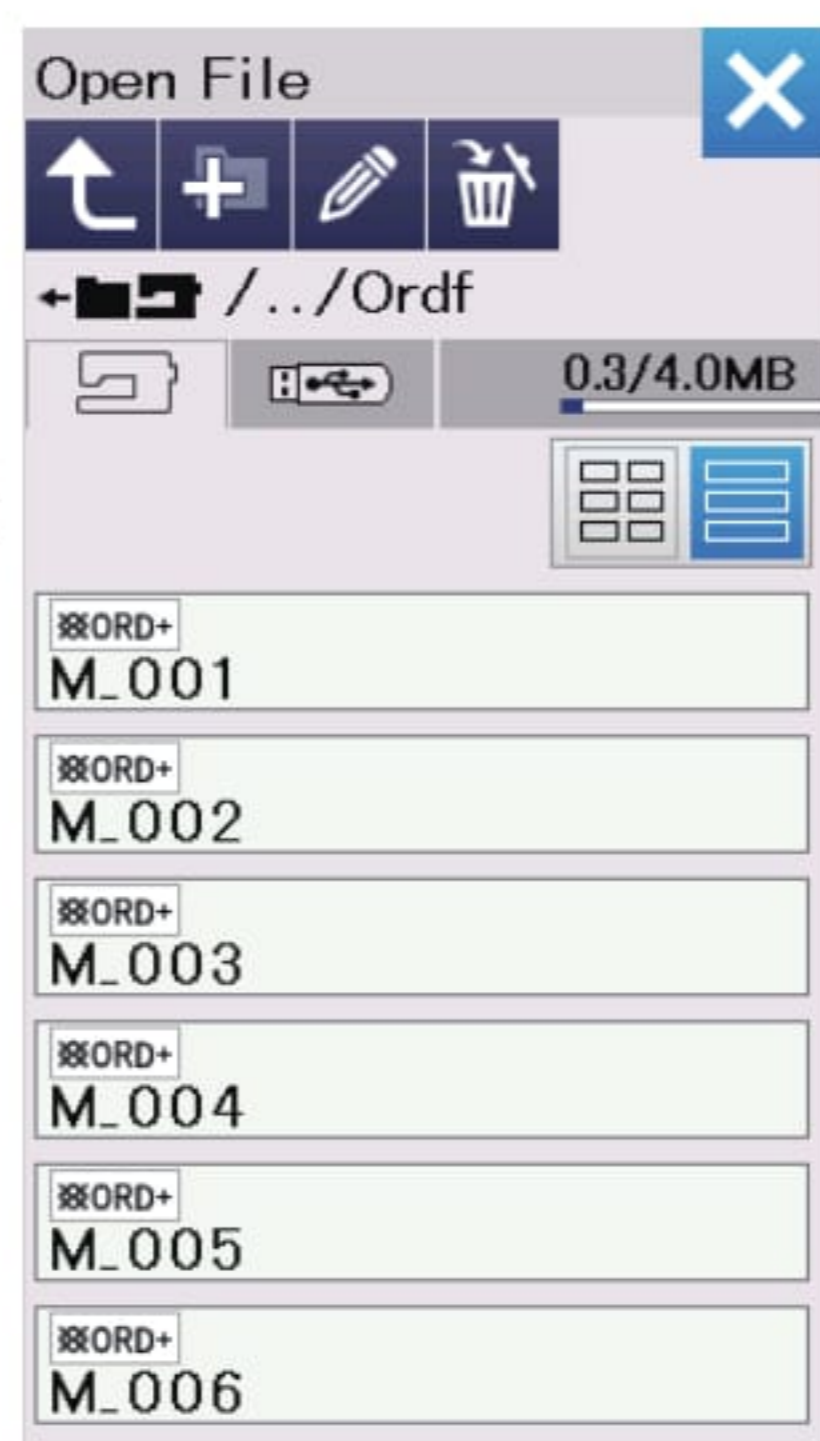 Open File
/../Ordf
0.3/4.0MB
ORD+
M_001
ORD+
M_002
ORD+
M_003
ORD+
M_004
ORD+
M_005
ORD+
M_006